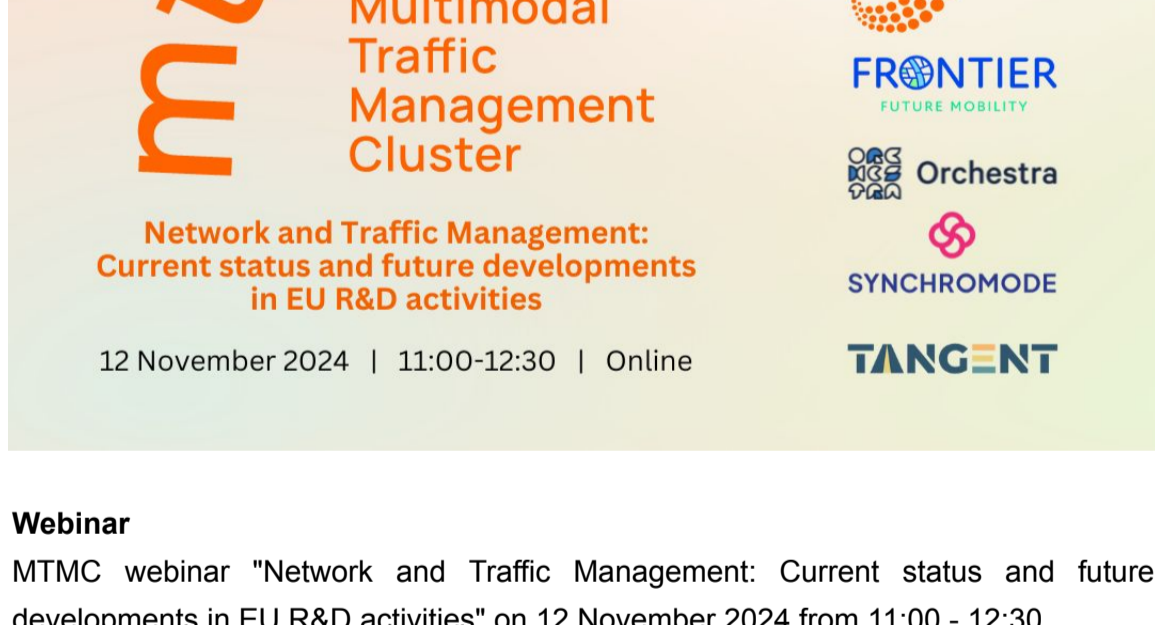 Multimodal
Traffic
Management
Cluster
Network and Traffic Management:
Current status and future developments
in EU R&D activities
12 November 2024 | 11:00-12:30 | Online
FRONTIER
FUTURE MOBILITY
ORCHESTRA
Orchestra
SYNCHROMODE
TANGENT
Webinar
MTMC webinar "Network and Traffic Management: Current status and future
developments in EU R&D activities" on 12 November 2024 from 11:00 - 12:30